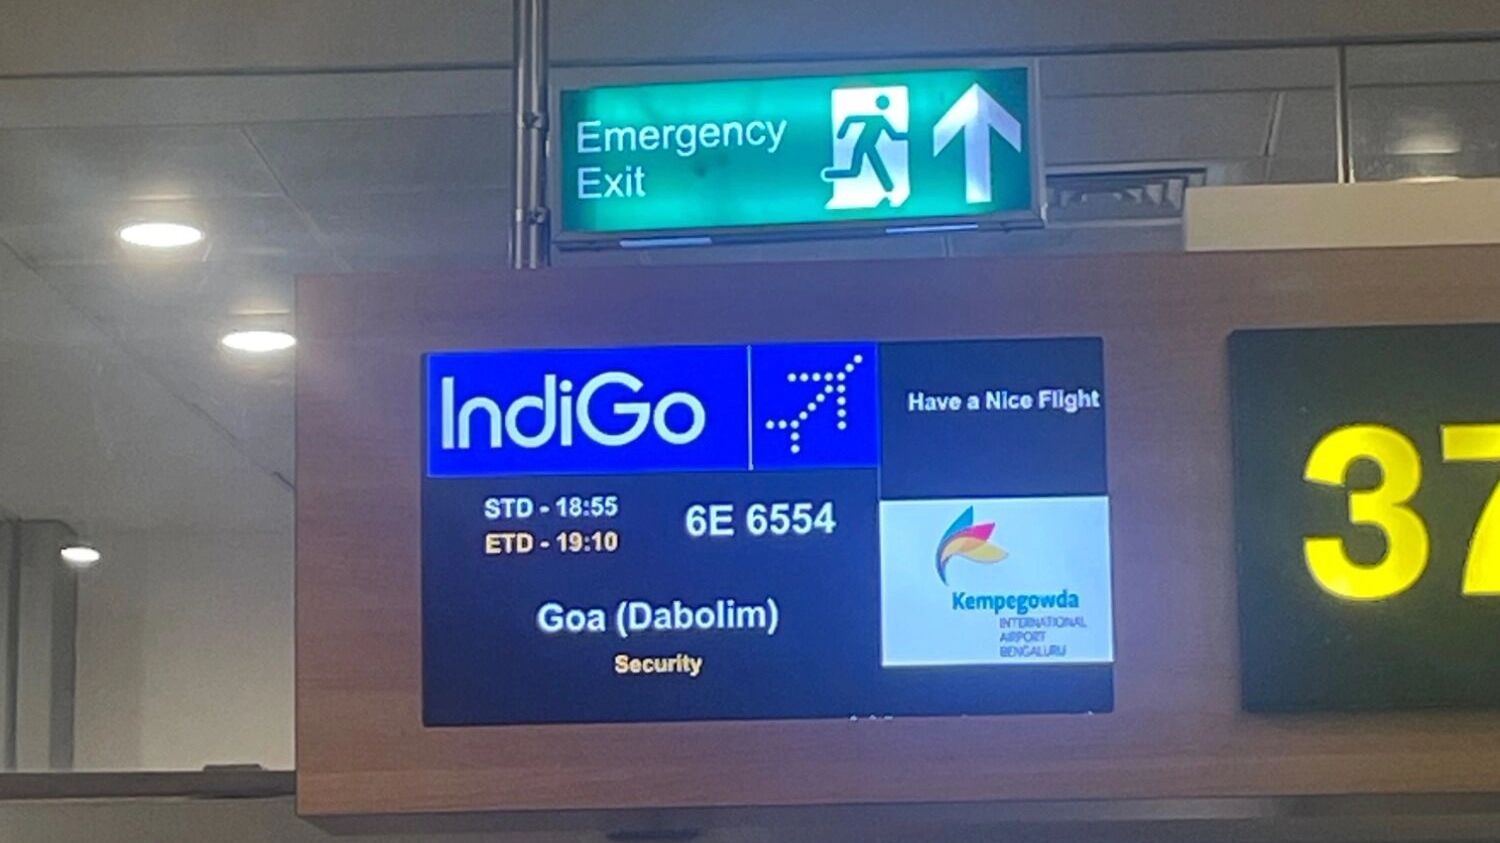 Emergency
Exit
IndiGo
Have a Nice Flight
STD - 18:55
ETD - 19:10
6E 6554
Goa (Dabolim)
Security
Kempegowda
INTERNATIONAL
AIRPORT
BENGALURU
37